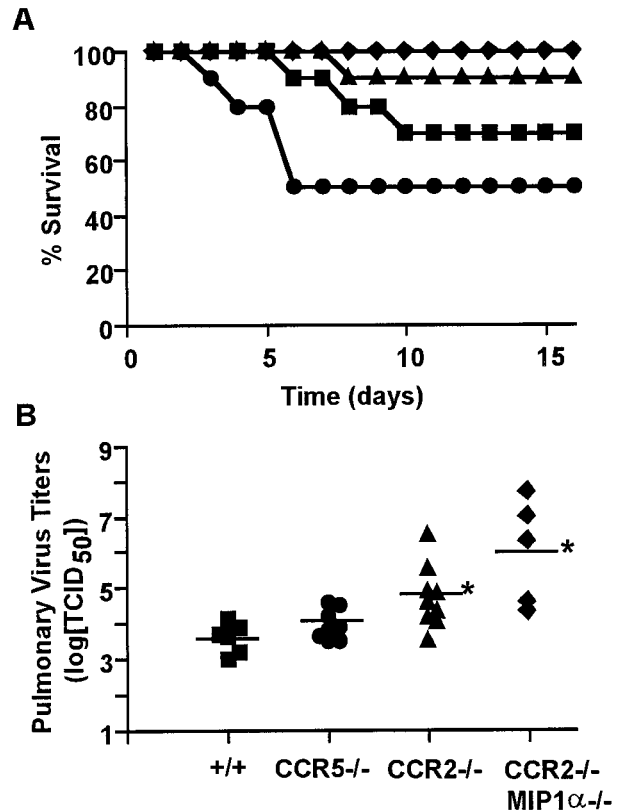 A
100
80
60
40
20
0
% Survival
0 5 10 15
Time (days)
B
9
7
5
3
1
Pulmonary Virus Titers
(log[TCID50])
*
*
+/+ CCR5-/- CCR2-/- CCR2-/-
MIP1α-/-